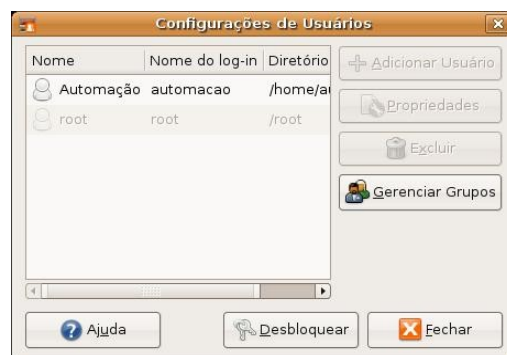 Configurações de Usuários
Nome Nome do log-in Diretório
Automação automacao /home/au
root root /root
Adicionar Usuário
Propriedades
Excluir
Gerenciar Grupos
Ajuda Desbloquear Fechar